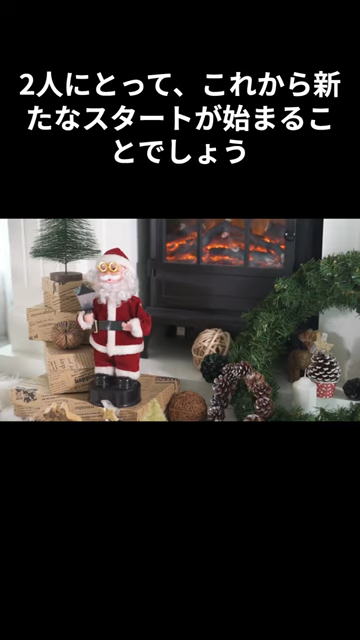 2人にとって、これから新
たなスタートが始まるこ
とでしょう